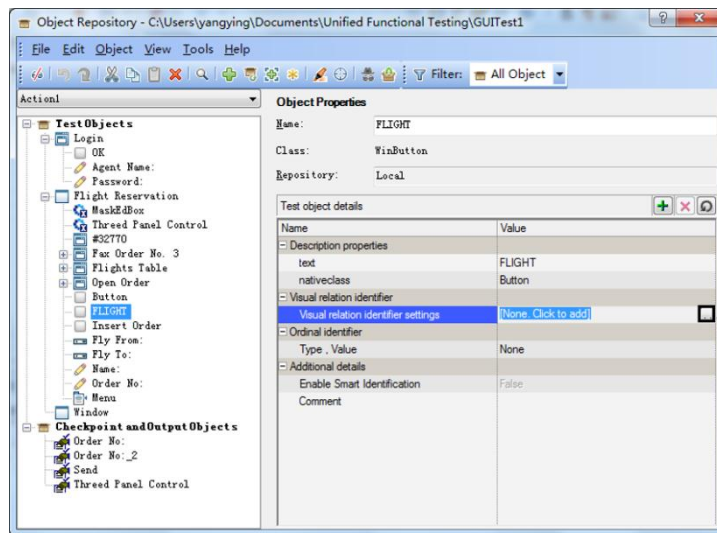 Object Repository - C:\Users\yangying\Documents\Unified Functional Testing\GUITest1
File Edit Object View Tools Help
Filter: All Object
Action1
TestObjects
Login
OK
Agent Name:
Password:
Flight Reservation
MaskEdBox
Threed Panel Control
#32770
Fax Order No. 3
Flights Table
Open Order
Button
FLIGHT
Insert Order
Fly From:
Fly To:
Name:
Order No:
Menu
Window
CheckpointandOutputObjects
Order No:
Order No:_2
Send
Threed Panel Control
Object Properties
Name: FLIGHT
Class: WinButton
Repository: Local
Test object details
Name Value
Description properties
text FLIGHT
nativeclass Button
Visual relation identifier
Visual relation identifier settings [None. Click to add] ...
Ordinal identifier
Type , Value None
Additional details
Enable Smart Identification False
Comment